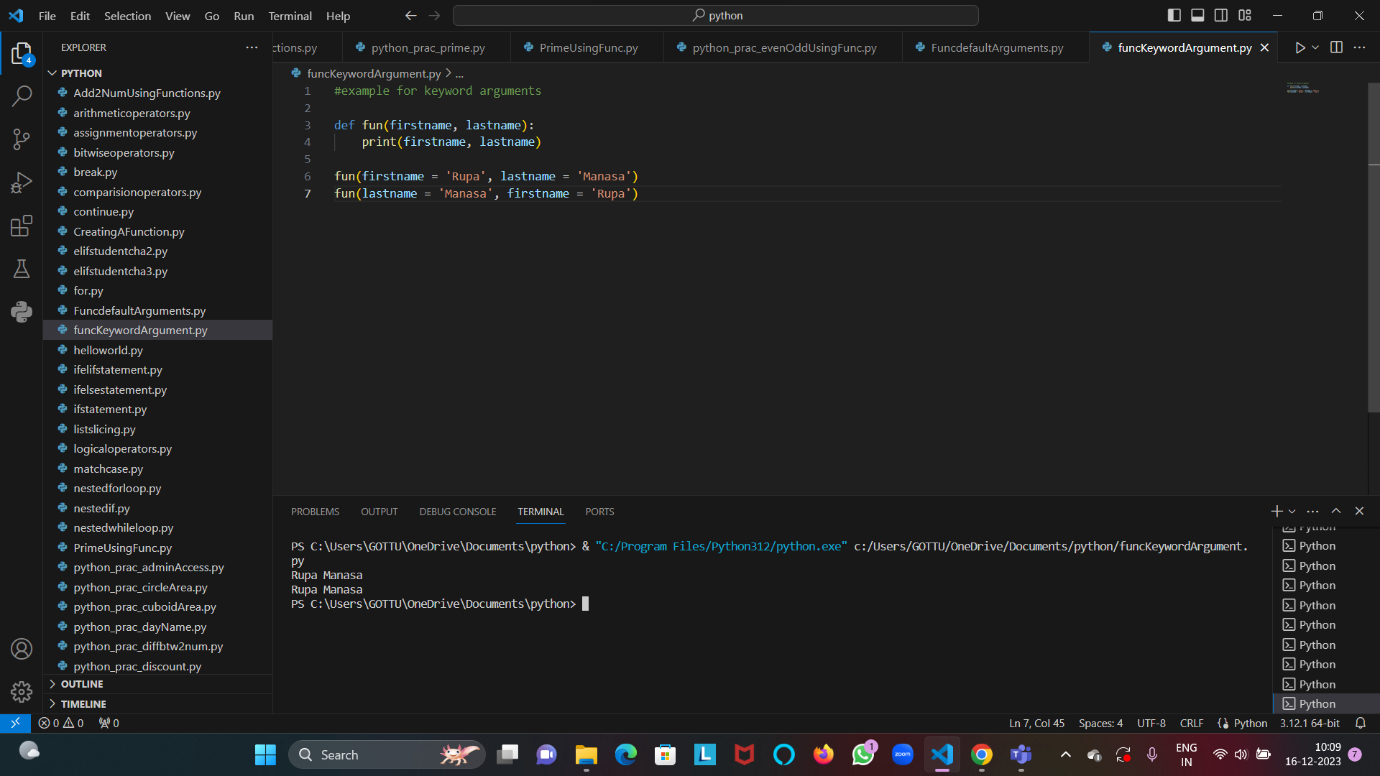 File Edit Selection View Go Run Terminal Help
python
EXPLORER
ctions.py python_prac_prime.py PrimeUsingFunc.py python_prac_evenOddUsingFunc.py FuncdefaultArguments.py funcKeywordArgument.py
4
PYTHON
Add2NumUsingFunctions.py
arithmeticoperators.py
assignmentoperators.py
bitwiseoperators.py
break.py
comparisionoperators.py
continue.py
CreatingAFunction.py
elifstudentcha2.py
elifstudentcha3.py
for.py
FuncdefaultArguments.py
funcKeywordArgument.py
helloworld.py
ifelifstatement.py
ifelsestatement.py
ifstatement.py
listslicing.py
logicaloperators.py
matchcase.py
nestedforloop.py
nestedif.py
nestedwhileloop.py
PrimeUsingFunc.py
python_prac_adminAccess.py
python_prac_circleArea.py
python_prac_cuboidArea.py
python_prac_dayName.py
python_prac_diffbtw2num.py
python_prac_discount.py
OUTLINE
TIMELINE
funcKeywordArgument.py > ...
1 #example for keyword arguments
2
3 def fun(firstname, lastname):
4 print(firstname, lastname)
5
6 fun(firstname = 'Rupa', lastname = 'Manasa')
7 fun(lastname = 'Manasa', firstname = 'Rupa')
PROBLEMS OUTPUT DEBUG CONSOLE TERMINAL PORTS
PS C:\Users\GOTTU\OneDrive\Documents\python> & "C:/Program Files/Python312/python.exe" c:/Users/GOTTU/OneDrive/Documents/python/funcKeywordArgument.
py
Rupa Manasa
Rupa Manasa
PS C:\Users\GOTTU\OneDrive\Documents\python>
Python
Python
Python
Python
Python
Python
Python
Python
Python
Python
0 0 0 Ln 7, Col 45 Spaces: 4 UTF-8 CRLF Python 3.12.1 64-bit
Search
L
1
zoom
ENG
IN
10:09
16-12-2023
7